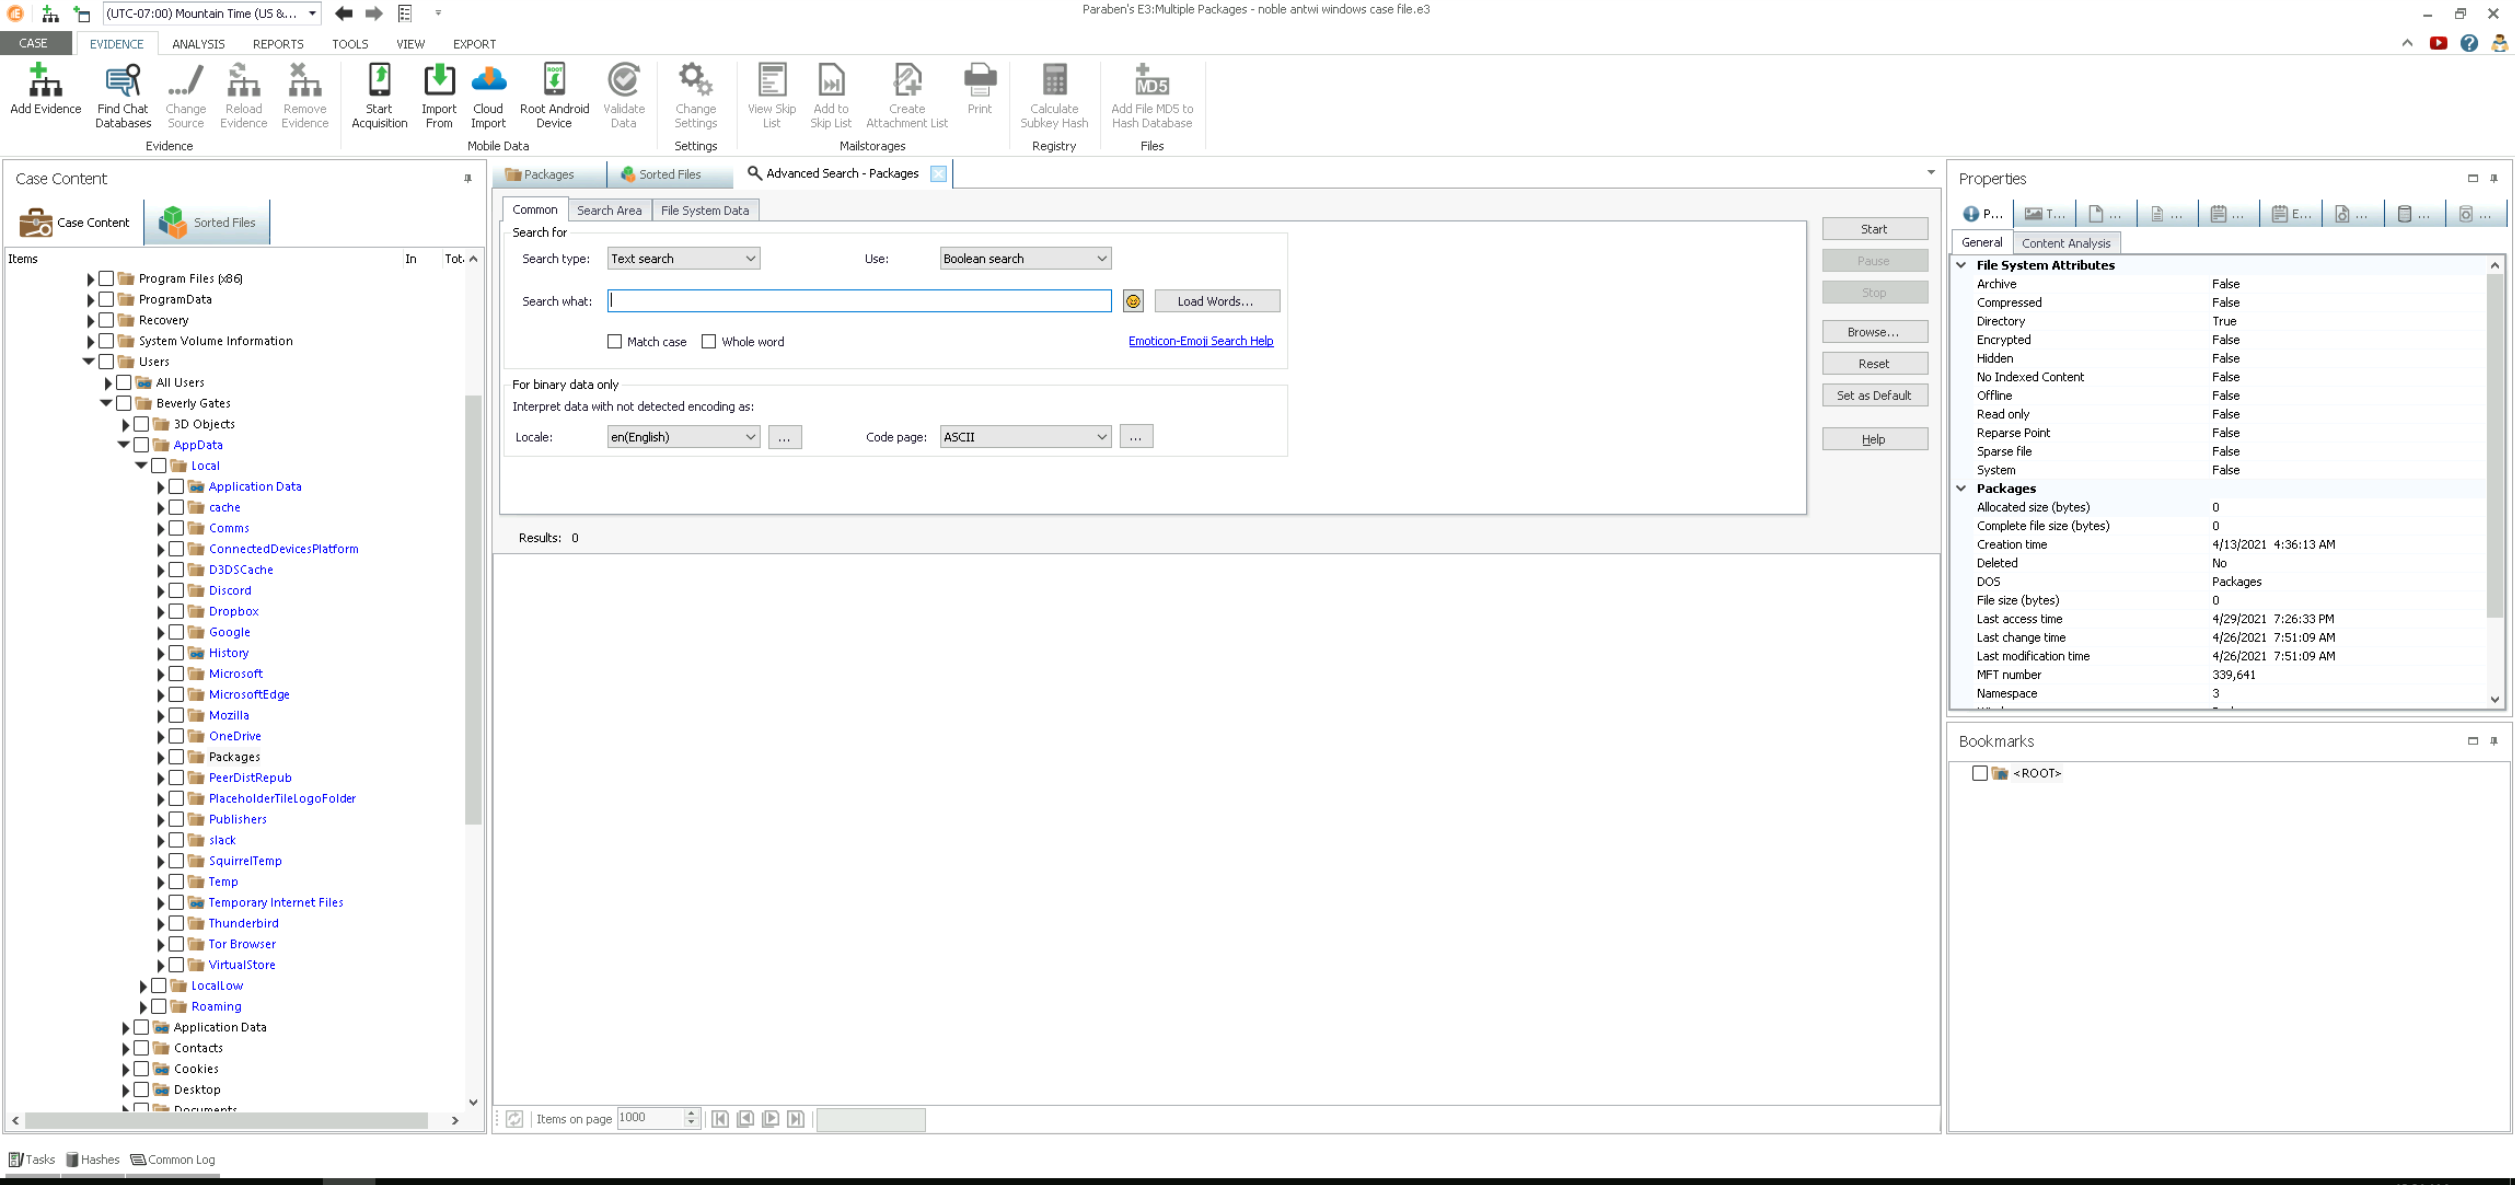 (UTC-07:00) Mountain Time (US &...
Paraben's E3:Multiple Packages - noble antwi windows case file.e3
CASE EVIDENCE ANALYSIS REPORTS TOOLS VIEW EXPORT
Add Evidence
Find Chat Databases
Change Source
Reload Evidence
Remove Evidence
Start Acquisition
Import From
Cloud Import
Root Android Device
Validate Data
Change Settings
View Skip List
Add to Skip List
Create Attachment List
Print
Calculate Subkey Hash
Add File MD5 to Hash Database
Evidence Mobile Data Settings Mailstorages Registry Files
Case Content
Case Content Sorted Files
Items In Tot.
Program Files (x86)
ProgramData
Recovery
System Volume Information
Users
All Users
Beverly Gates
3D Objects
AppData
Local
Application Data
cache
Comms
ConnectedDevicesPlatform
D3DSCache
Discord
Dropbox
Google
History
Microsoft
MicrosoftEdge
Mozilla
OneDrive
Packages
PeerDistRepub
PlaceholderTileLogoFolder
Publishers
slack
SquirrelTemp
Temp
Temporary Internet Files
Thunderbird
Tor Browser
VirtualStore
LocalLow
Roaming
Application Data
Contacts
Cookies
Desktop
Documents
Packages Sorted Files Advanced Search - Packages
Common Search Area File System Data
Search for
Search type: Text search Use: Boolean search
Search what: Load Words...
Match case Whole word Emoticon-Emoji Search Help
For binary data only
Interpret data with not detected encoding as:
Locale: en(English) ... Code page: ASCII ...
Start
Pause
Stop
Browse...
Reset
Set as Default
Help
Results: 0
Items on page 1000
Properties
P... T... ... ... ... E... ... ... ...
General Content Analysis
File System Attributes
Archive False
Compressed False
Directory True
Encrypted False
Hidden False
No Indexed Content False
Offline False
Read only False
Reparse Point False
Sparse file False
System False
Packages
Allocated size (bytes) 0
Complete file size (bytes) 0
Creation time 4/13/2021 4:36:13 AM
Deleted No
DOS Packages
File size (bytes) 0
Last access time 4/29/2021 7:26:33 PM
Last change time 4/26/2021 7:51:09 AM
Last modification time 4/26/2021 7:51:09 AM
MFT number 339,641
Namespace 3
Bookmarks
<ROOT>
Tasks Hashes Common Log